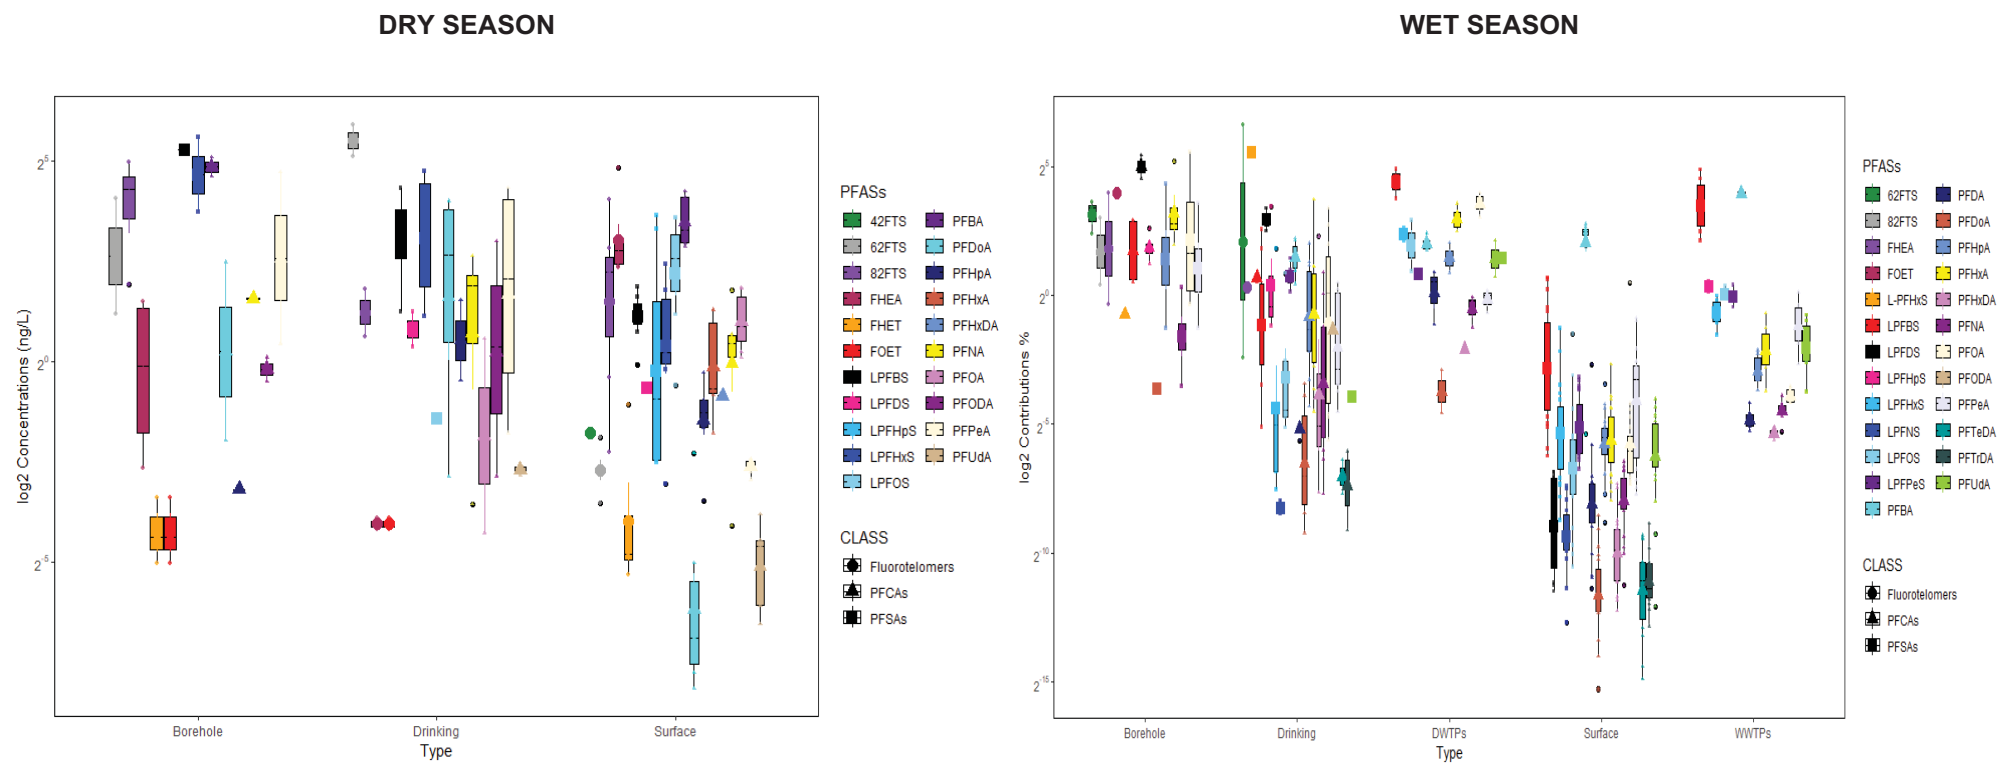 DRY SEASON
WET SEASON
log2 Concentrations (ng/L)
2^5
2^0
2^-5
Borehole
Drinking
Surface
Type
PFASs
42FTS
62FTS
82FTS
FHEA
FHET
FOET
LPFBS
LPFDS
LPFHpS
LPFHxS
LPFOS
PFBA
PFDoA
PFHpA
PFHxA
PFHxDA
PFNA
PFOA
PFODA
PFPeA
PFUdA
CLASS
Fluorotelomers
PFCAs
PFSAs
log2 Contributions %
2^5
2^0
2^-5
2^-10
2^-15
Borehole
Drinking
DWTPs
Surface
WWTPs
Type
PFASs
62FTS
82FTS
FHEA
FOET
L-PFHxS
LPFBS
LPFDS
LPFHpS
LPFHxS
LPFNS
LPFOS
LPFPeS
PFBA
PFDA
PFDoA
PFHpA
PFHxA
PFHxDA
PFNA
PFOA
PFODA
PFPeA
PFTeDA
PFTrDA
PFUdA
CLASS
Fluorotelomers
PFCAs
PFSAs